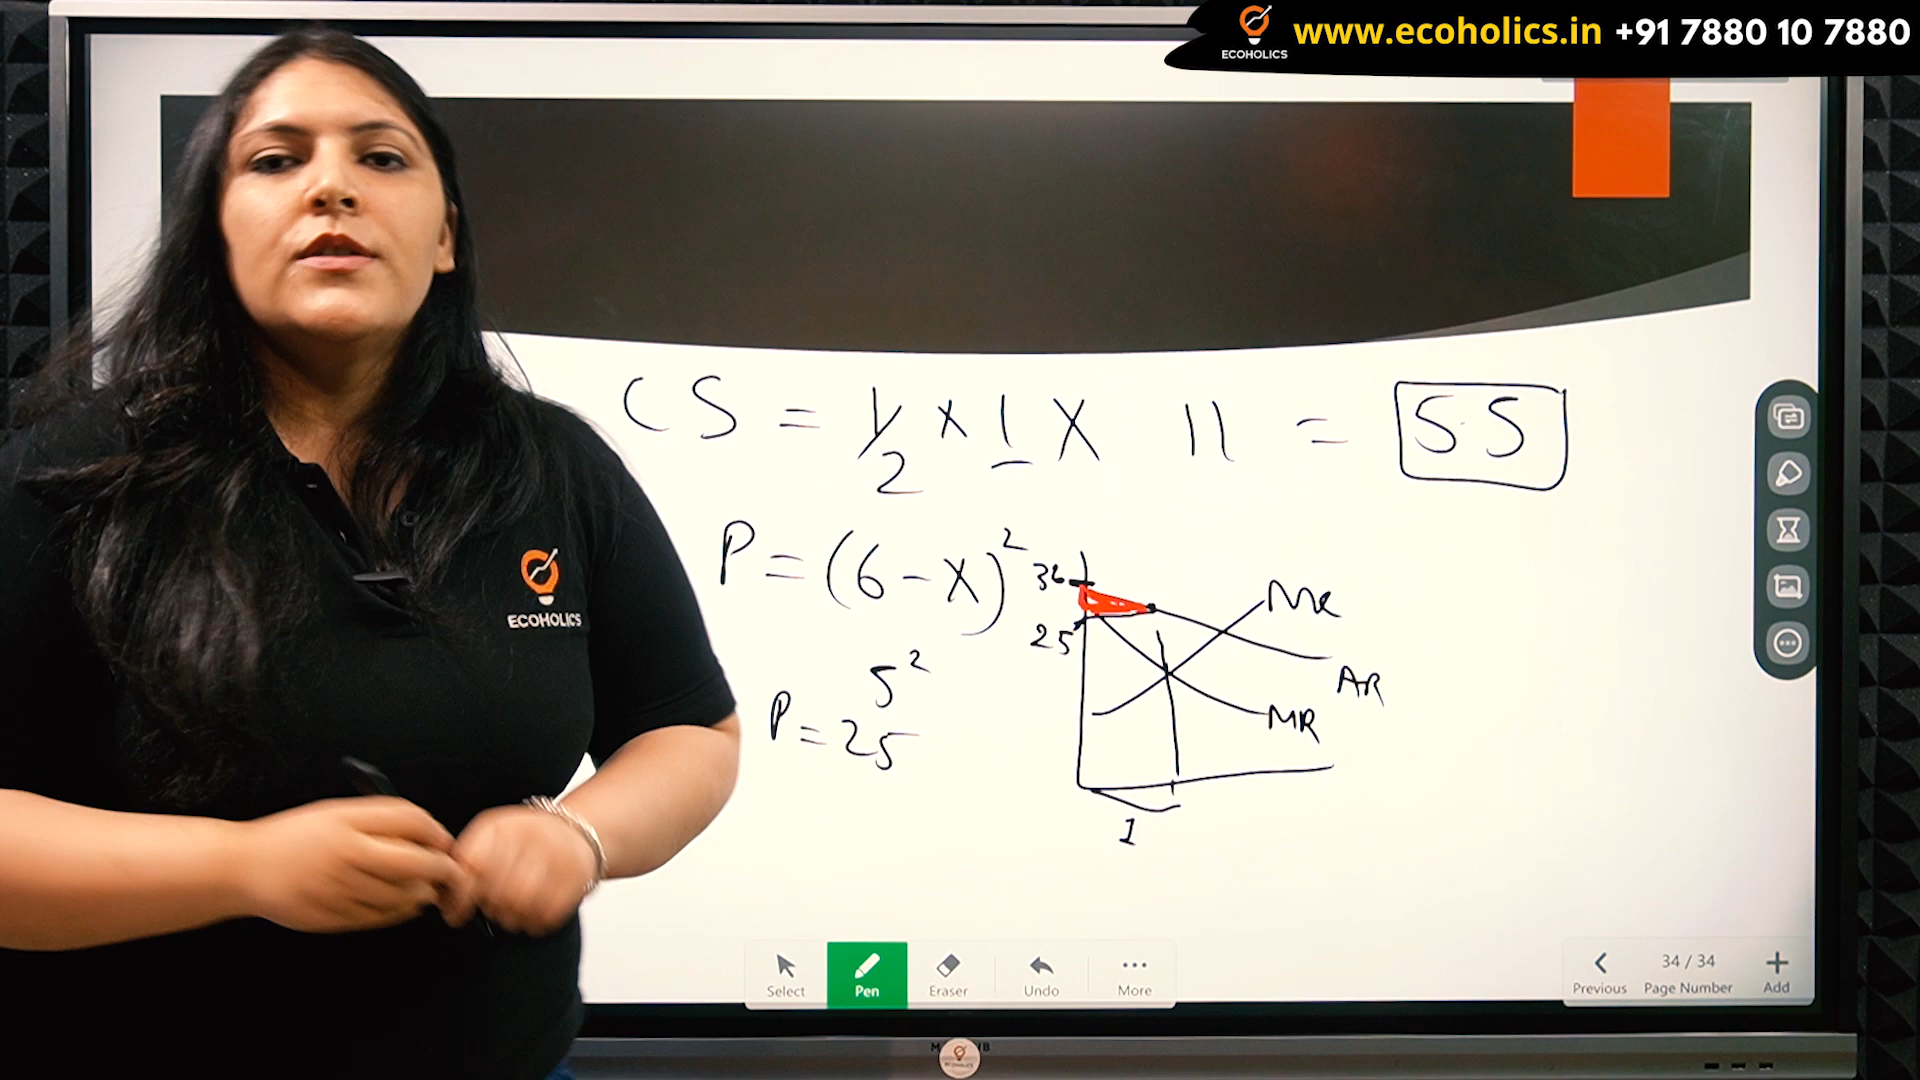 ECOHOLICS
www.ecoholics.in +91 7880 10 7880
CS = 1/2 × 1 × 11 = 5.5
P = (6 - x)²
36
25
MC
AR
MR
1
5²
P = 25
ECOHOLICS
Select
Pen
Eraser
Undo
More
Previous
34 / 34
Page Number
Add